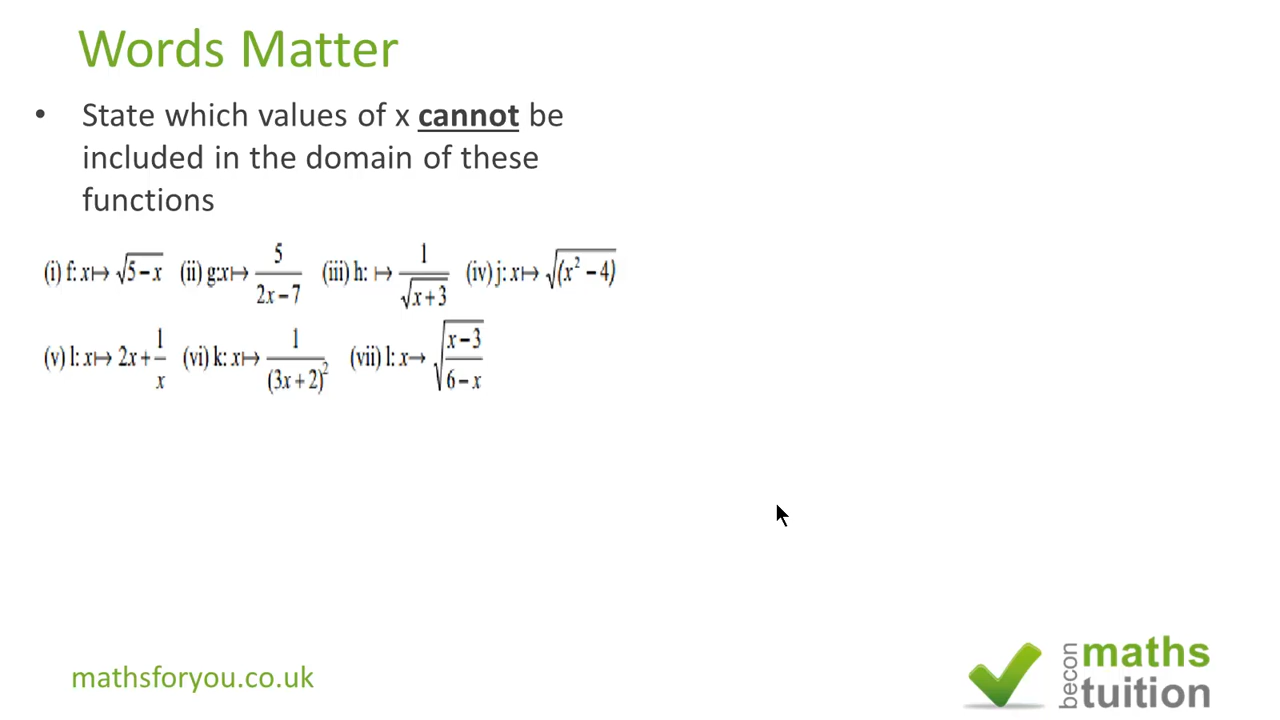 Words Matter
• State which values of x cannot be
included in the domain of these
functions
(i) f: x↦ √(5−x) (ii) g:x↦ 5/(2x−7) (iii) h: ↦ 1/√(x+3) (iv) j: x↦ √(x²−4)
(v) l: x↦ 2x+1/x (vi) k: x↦ 1/(3x+2)² (vii) l: x→ √((x−3)/(6−x))
mathsforyou.co.uk
becon
maths
tuition